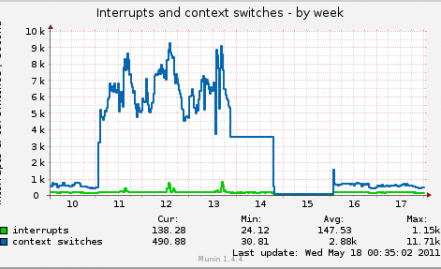 Interrupts and context switches - by week
10 k
9 k
8 k
7 k
6 k
5 k
4 k
3 k
2 k
1 k
0
10 11 12 13 14 15 16 17
Cur: Min: Avg: Max:
interrupts 138.28 24.12 147.53 1.15k
context switches 490.88 30.81 2.88k 11.71k
Last update: Wed May 18 00:35:02 2011
Munin 1.4.4